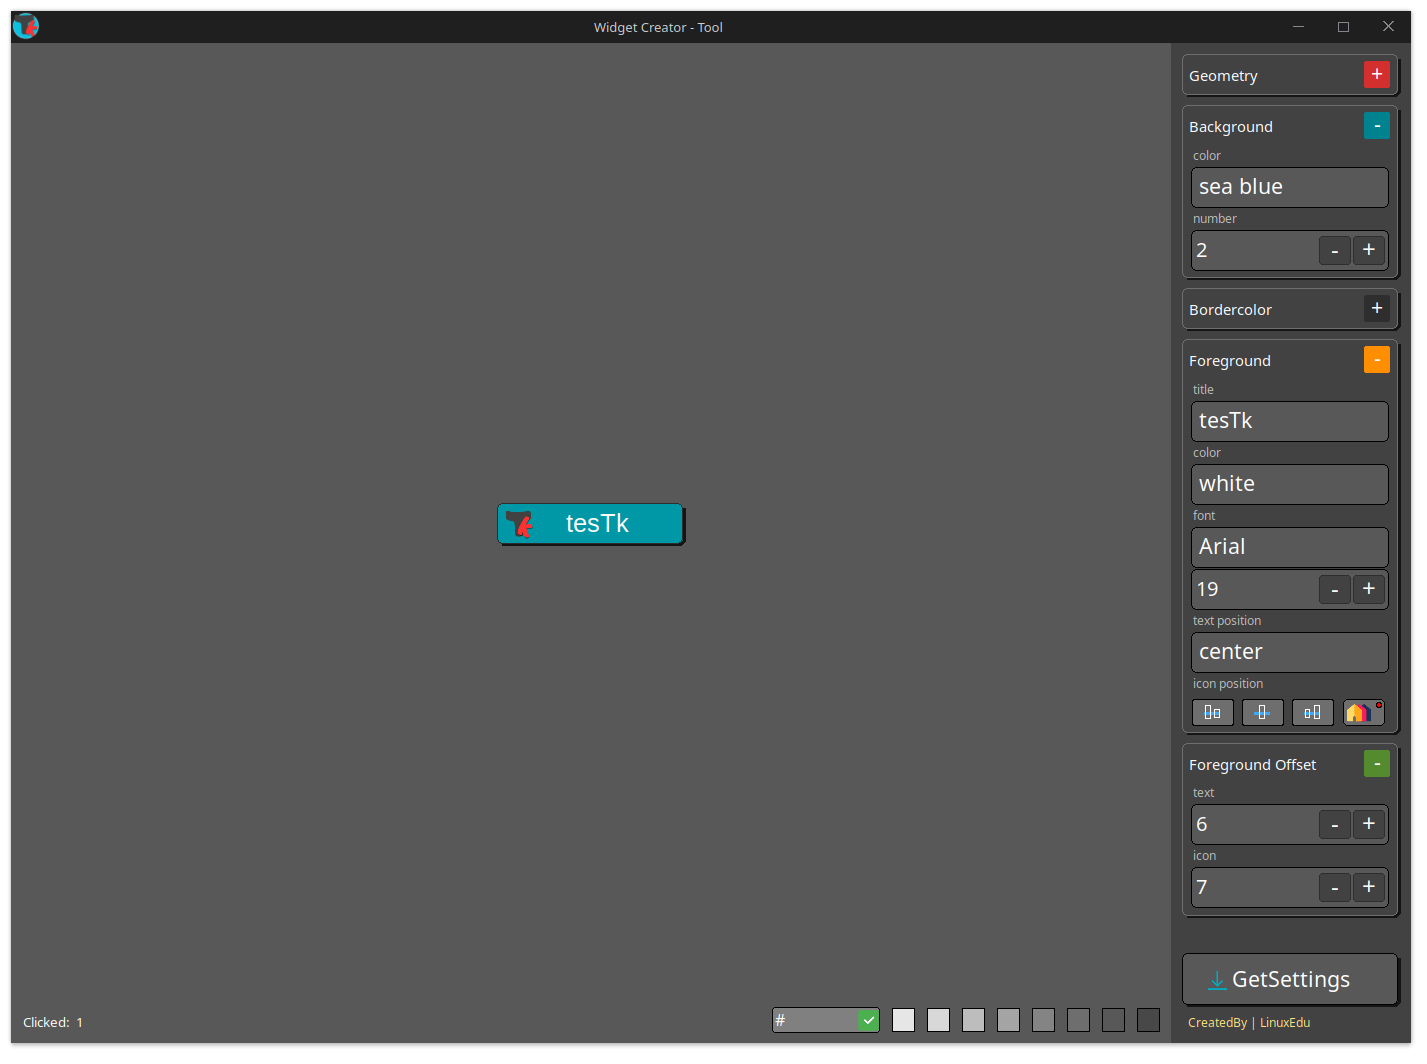 Widget Creator - Tool
Geometry +
Background -
color
sea blue
number
2 - +
Bordercolor +
Foreground -
title
tesTk
color
white
font
Arial
19 - +
text position
center
icon position
tesTk
Foreground Offset -
text
6 - +
icon
7 - +
GetSettings
Clicked: 1
#
CreatedBy | LinuxEdu